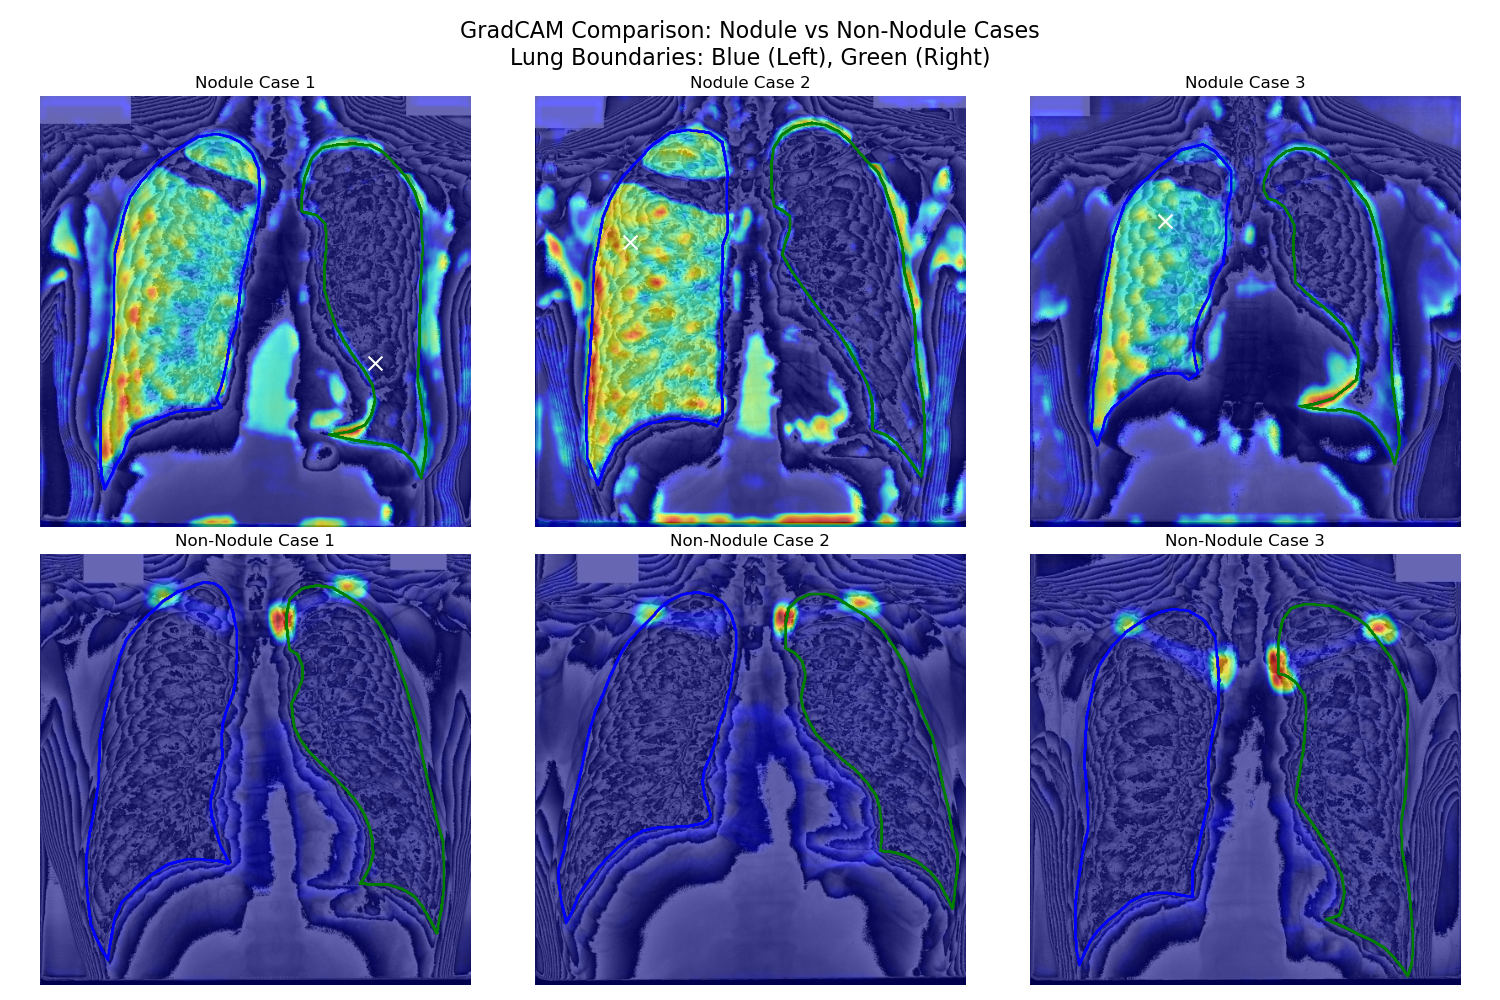 GradCAM Comparison: Nodule vs Non-Nodule Cases
Lung Boundaries: Blue (Left), Green (Right)
Nodule Case 1
Nodule Case 2
Nodule Case 3
Non-Nodule Case 1
Non-Nodule Case 2
Non-Nodule Case 3